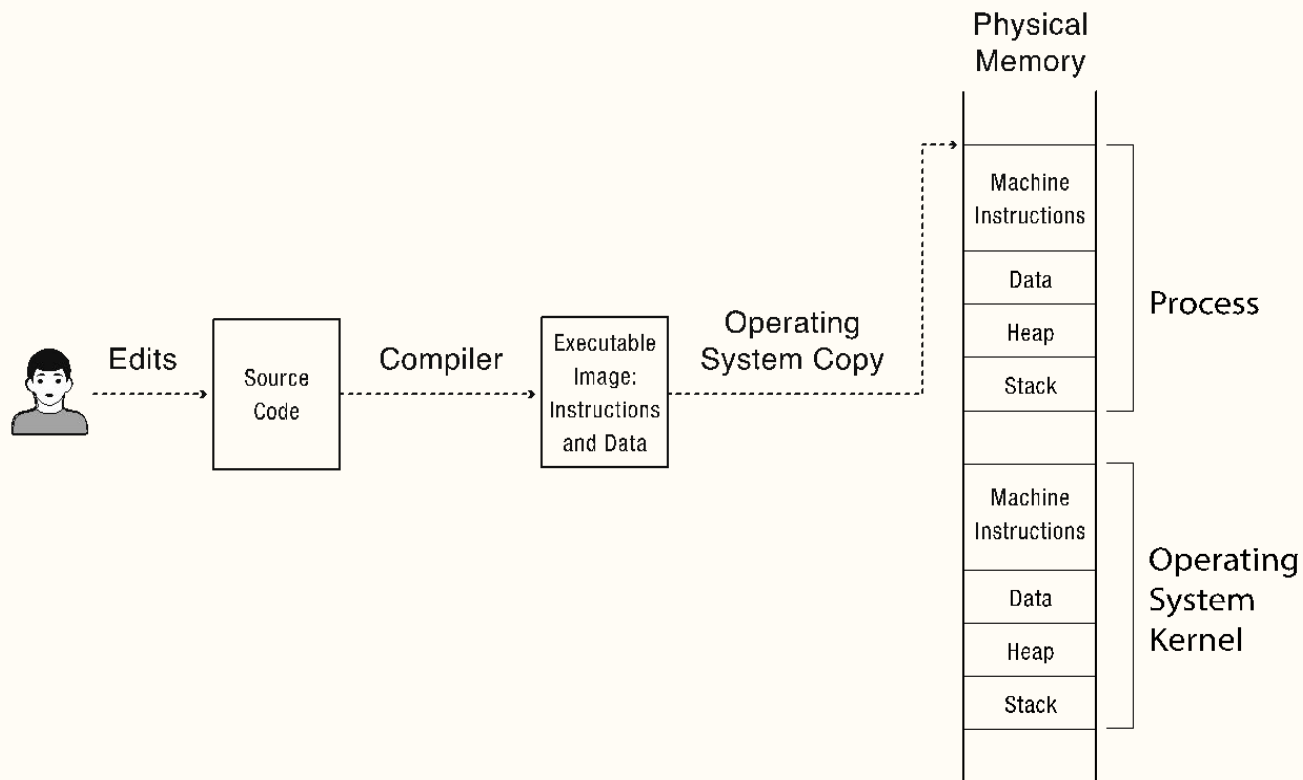 Physical
Memory
Edits
Source
Code
Compiler
Executable
Image:
Instructions
and Data
Operating
System Copy
Machine
Instructions
Data
Heap
Stack
Process
Machine
Instructions
Data
Heap
Stack
Operating
System
Kernel